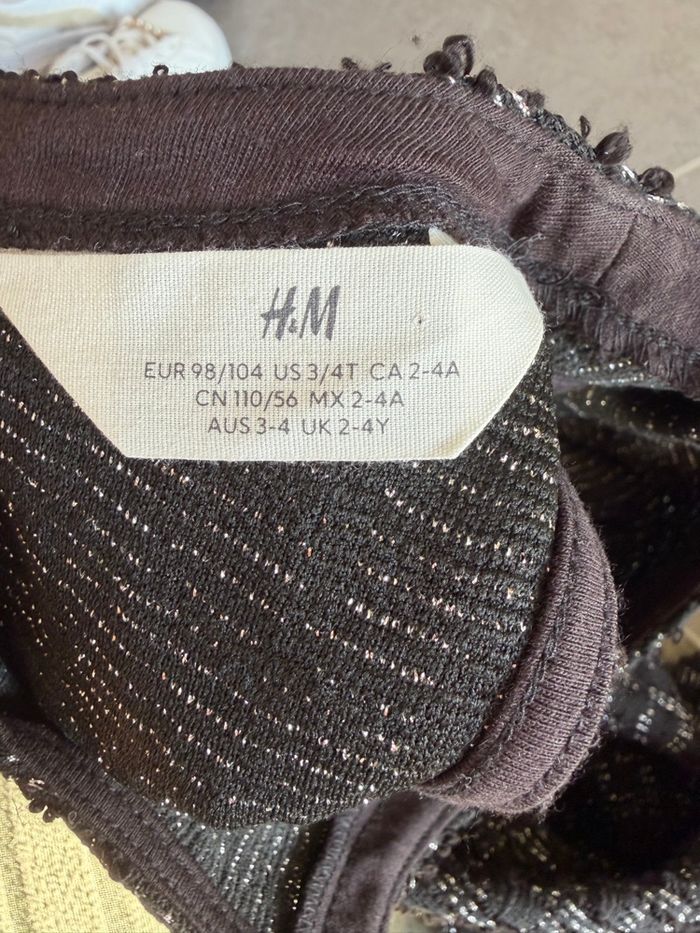 H&M
EUR 98/104 US 3/4T CA 2-4A
CN 110/56 MX 2-4A
AUS 3-4 UK 2-4Y